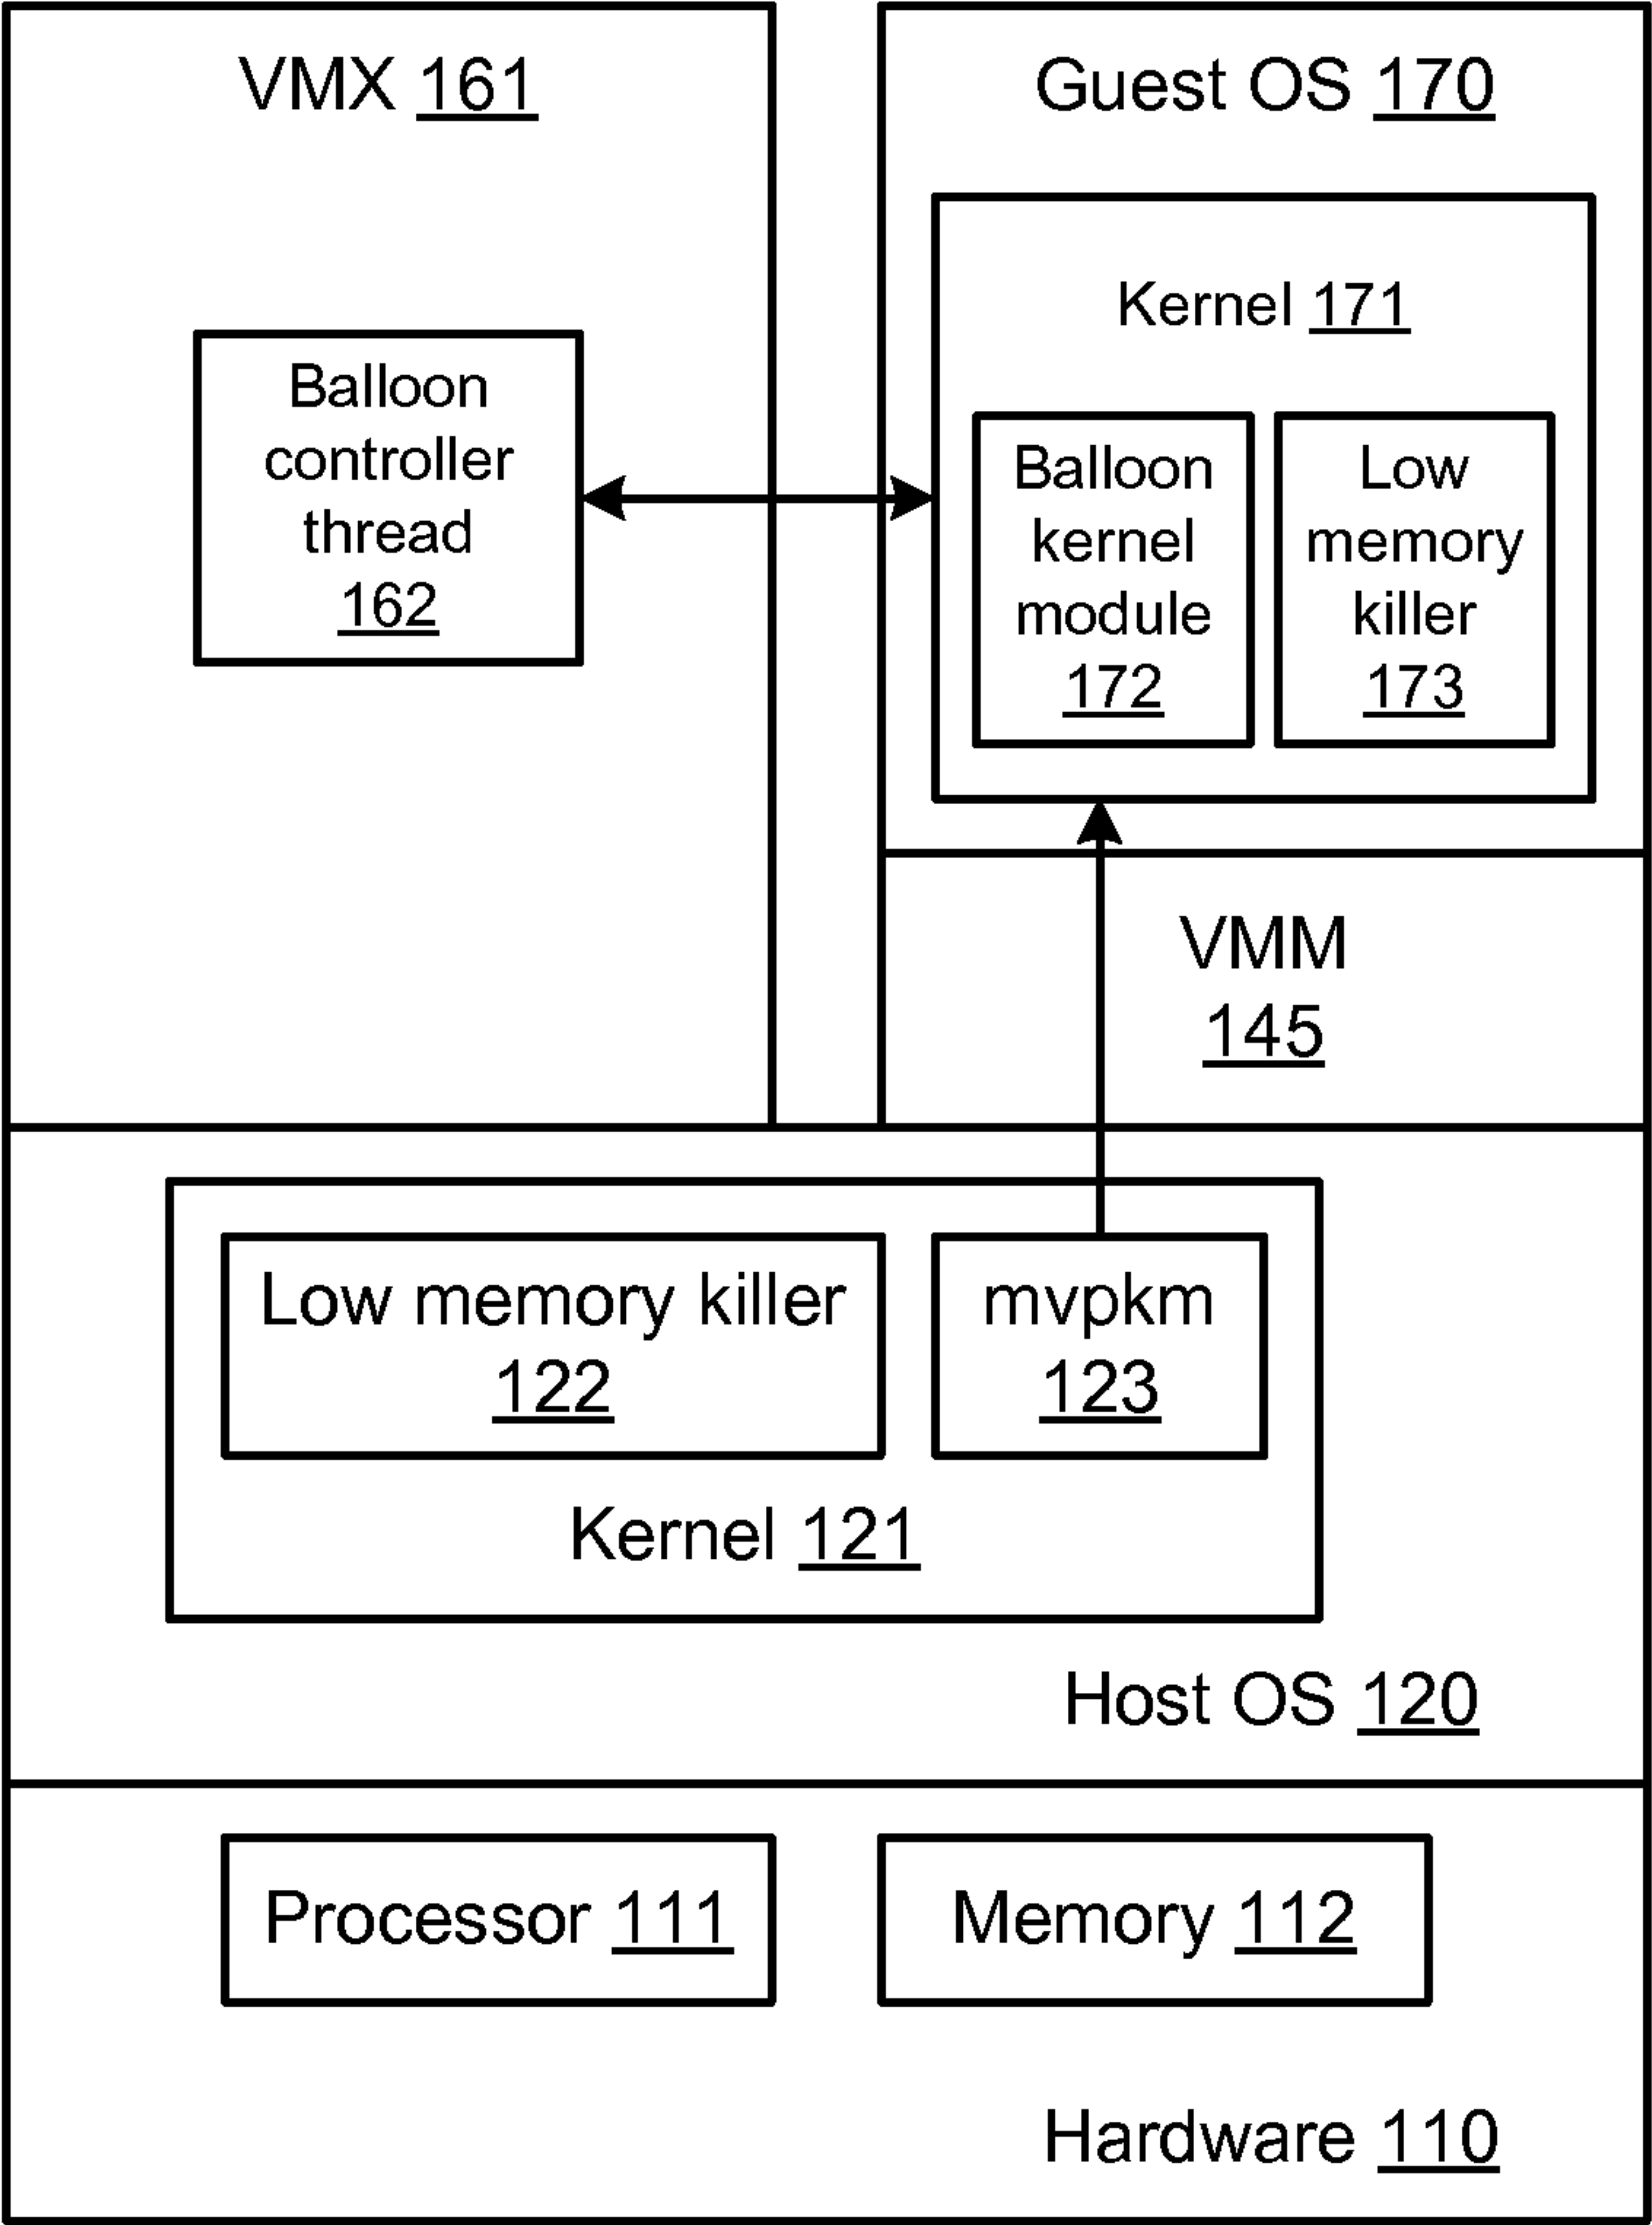 VMX 161
Balloon
controller
thread
162
Guest OS 170
Kernel 171
Balloon
kernel
module
172
Low
memory
killer
173
VMM
145
Low memory killer
122
mvpkm
123
Kernel 121
Host OS 120
Processor 111
Memory 112
Hardware 110